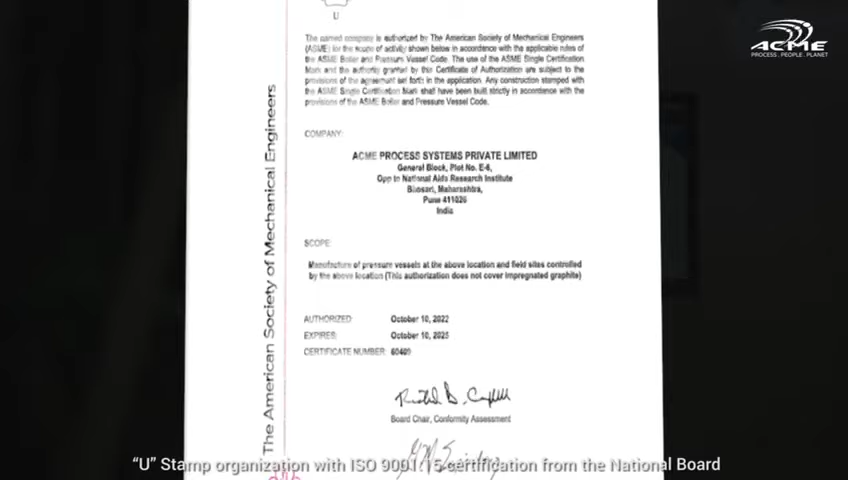 U
The named company is authorized by The American Society of Mechanical Engineers
(ASME) for the scope of activity shown below in accordance with the applicable rules of
the ASME Boiler and Pressure Vessel Code. The use of the ASME Single Certification
Mark and the authority granted by this Certificate of Authorization are subject to the
provisions of the agreement set forth in the application. Any construction stamped with
the ASME Single Certification Mark shall have been built strictly in accordance with the
provisions of the ASME Boiler and Pressure Vessel Code.
COMPANY:
ACME PROCESS SYSTEMS PRIVATE LIMITED
General Block, Plot No. E-6,
Opp to National Aids Research Institute
Bhosari, Maharashtra,
Pune 411026
India
SCOPE:
Manufacture of pressure vessels at the above location and field sites controlled
by the above location (This authorization does not cover impregnated graphite)
AUTHORIZED: October 10, 2022
EXPIRES: October 10, 2025
CERTIFICATE NUMBER: 60409
Board Chair, Conformity Assessment
The American Society of Mechanical Engineers
ACME
PROCESS. PEOPLE. PLANET
“U” Stamp organization with ISO 9001:15 certification from the National Board